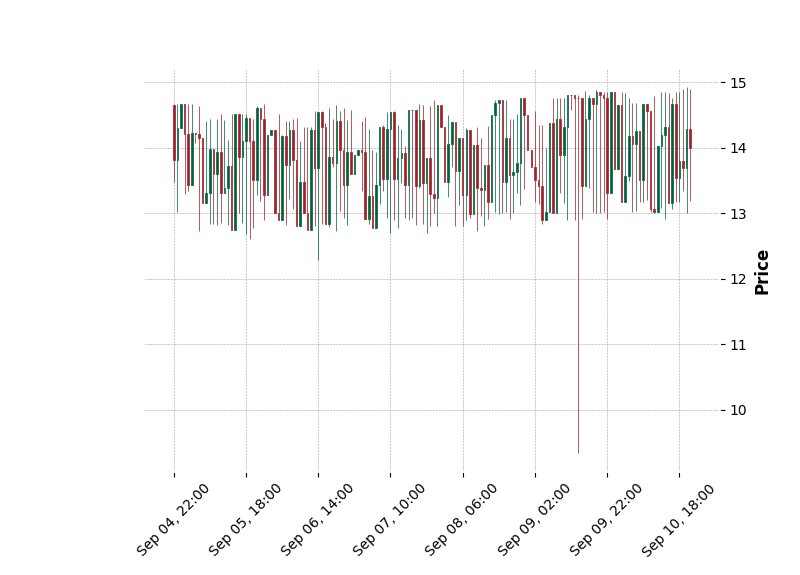 15
14
13
12
11
10
Price
Sep 04, 22:00
Sep 05, 18:00
Sep 06, 14:00
Sep 07, 10:00
Sep 08, 06:00
Sep 09, 02:00
Sep 09, 22:00
Sep 10, 18:00